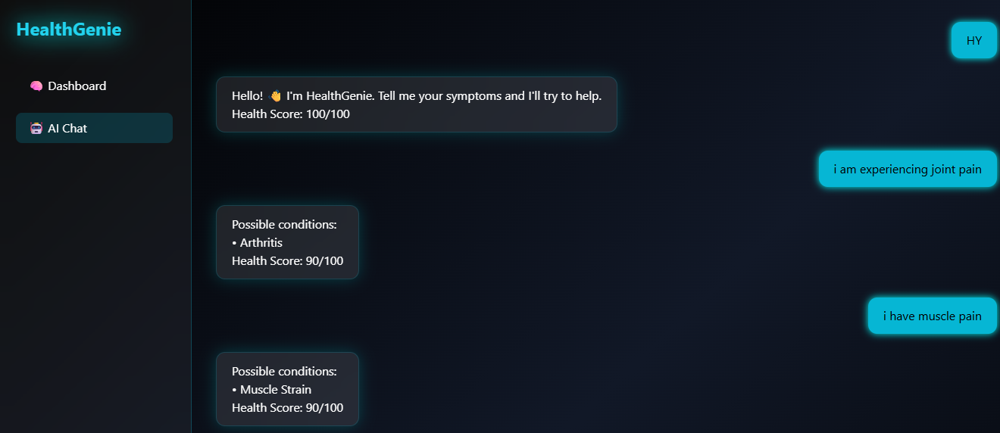 HealthGenie
🧠 Dashboard
🤖 AI Chat
HY
Hello! 👋 I'm HealthGenie. Tell me your symptoms and I'll try to help.
Health Score: 100/100
i am experiencing joint pain
Possible conditions:
• Arthritis
Health Score: 90/100
i have muscle pain
Possible conditions:
• Muscle Strain
Health Score: 90/100